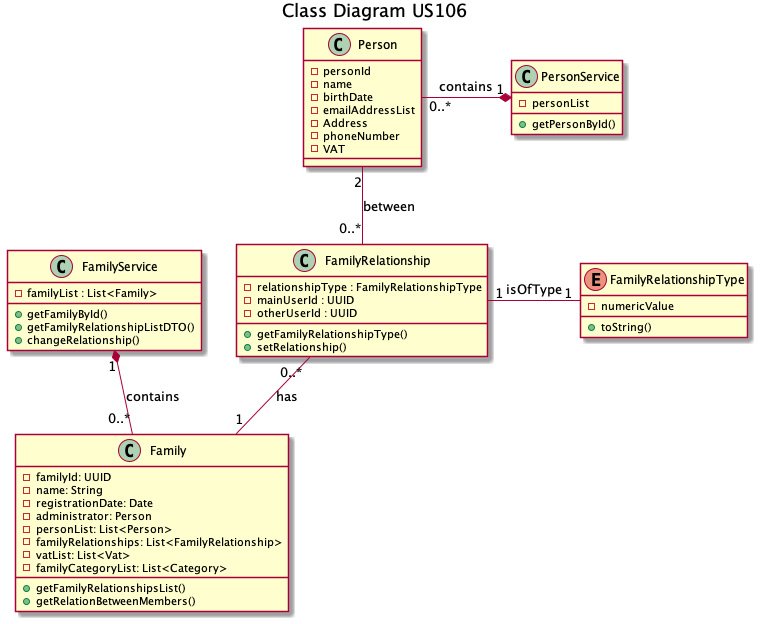 Class Diagram US106
C Person
personId
name
birthDate
emailAddressList
Address
phoneNumber
VAT
C PersonService
personList
getPersonById()
contains
0..*
1
2
between
0..*
C FamilyService
familyList : List<Family>
getFamilyById()
getFamilyRelationshipListDTO()
changeRelationship()
C FamilyRelationship
relationshipType : FamilyRelationshipType
mainUserId : UUID
otherUserId : UUID
getFamilyRelationshipType()
setRelationship()
1
isOfType
1
E FamilyRelationshipType
numericValue
toString()
1
contains
0..*
0..*
has
1
C Family
familyId: UUID
name: String
registrationDate: Date
administrator: Person
personList: List<Person>
familyRelationships: List<FamilyRelationship>
vatList: List<Vat>
familyCategoryList: List<Category>
getFamilyRelationshipsList()
getRelationBetweenMembers()